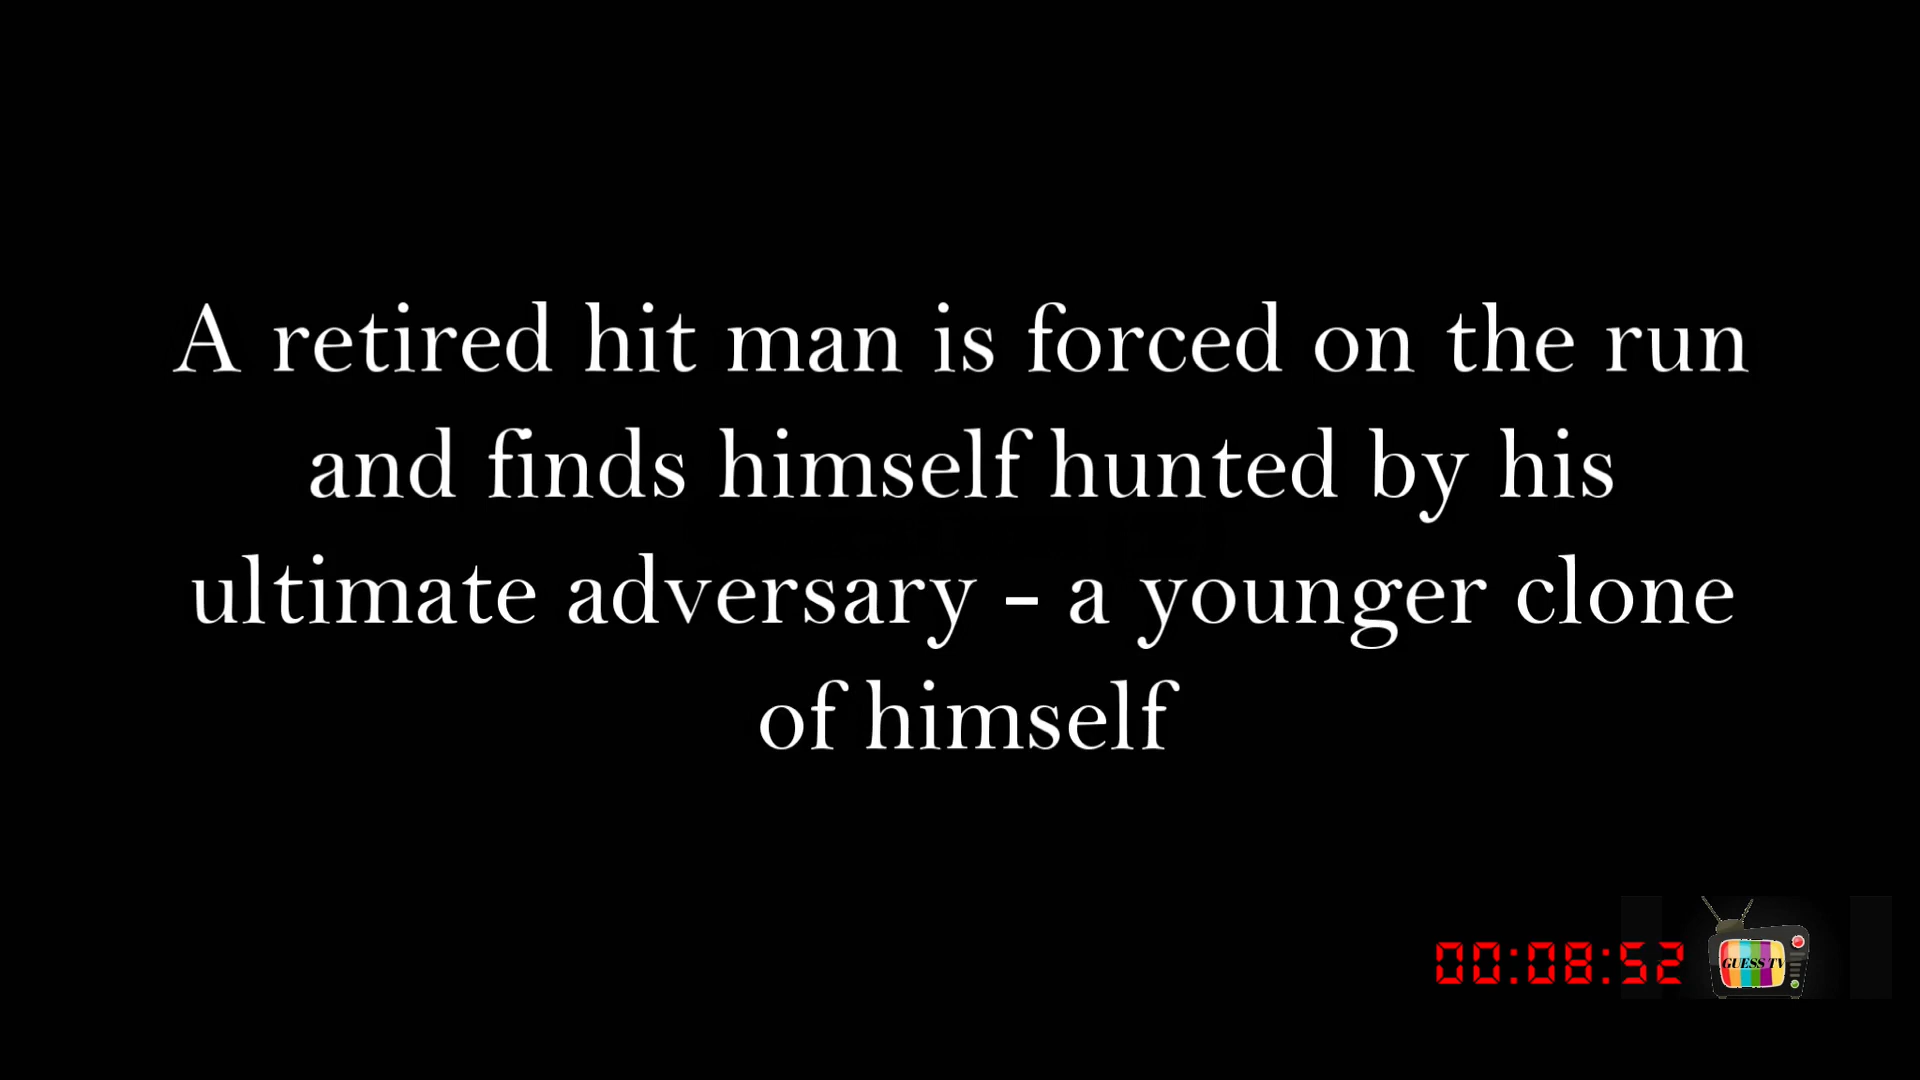 A retired hit man is forced on the run
and finds himself hunted by his
ultimate adversary - a younger clone
of himself
00:08:52
GUESS TV